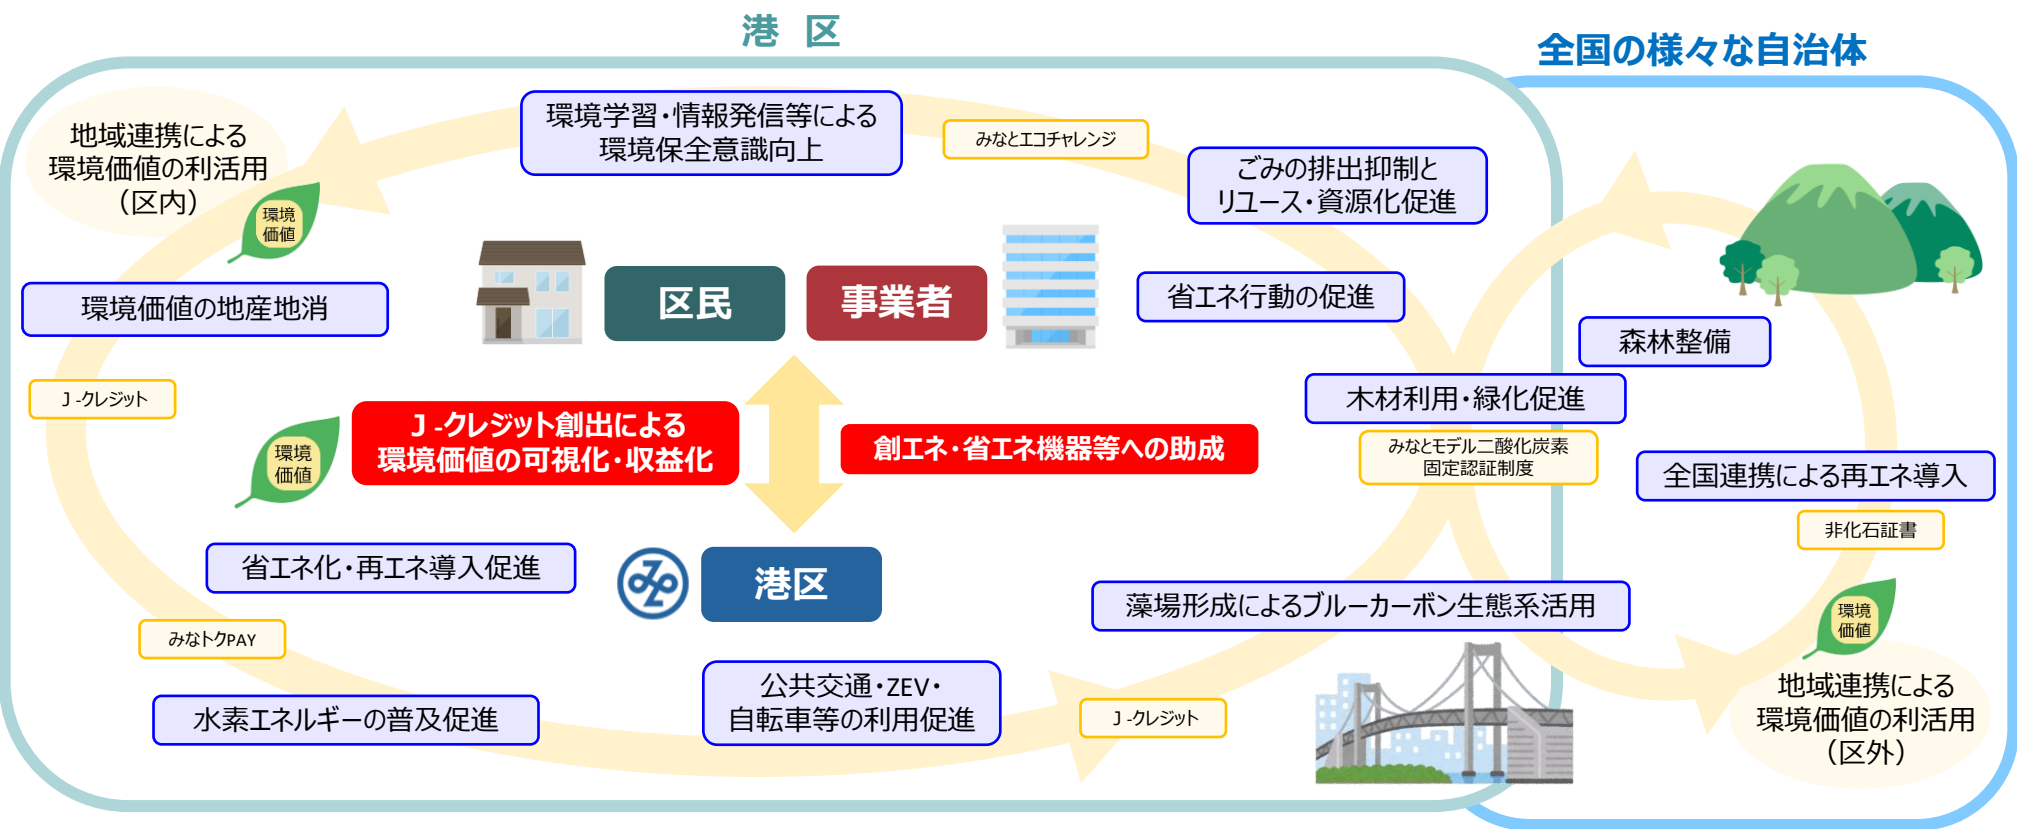 港 区
全国の様々な自治体
地域連携による
環境価値の利活用
（区内）
環境
価値
環境学習・情報発信等による
環境保全意識向上
みなとエコチャレンジ
ごみの排出抑制と
リユース・資源化促進
環境価値の地産地消
区民
事業者
省エネ行動の促進
森林整備
J-クレジット
木材利用・緑化促進
J-クレジット創出による
環境価値の可視化・収益化
創エネ・省エネ機器等への助成
みなとモデル二酸化炭素
固定認証制度
環境
価値
全国連携による再エネ導入
非化石証書
省エネ化・再エネ導入促進
港区
藻場形成によるブルーカーボン生態系活用
環境
価値
みなトクPAY
水素エネルギーの普及促進
公共交通・ZEV・
自転車等の利用促進
J-クレジット
地域連携による
環境価値の利活用
（区外）